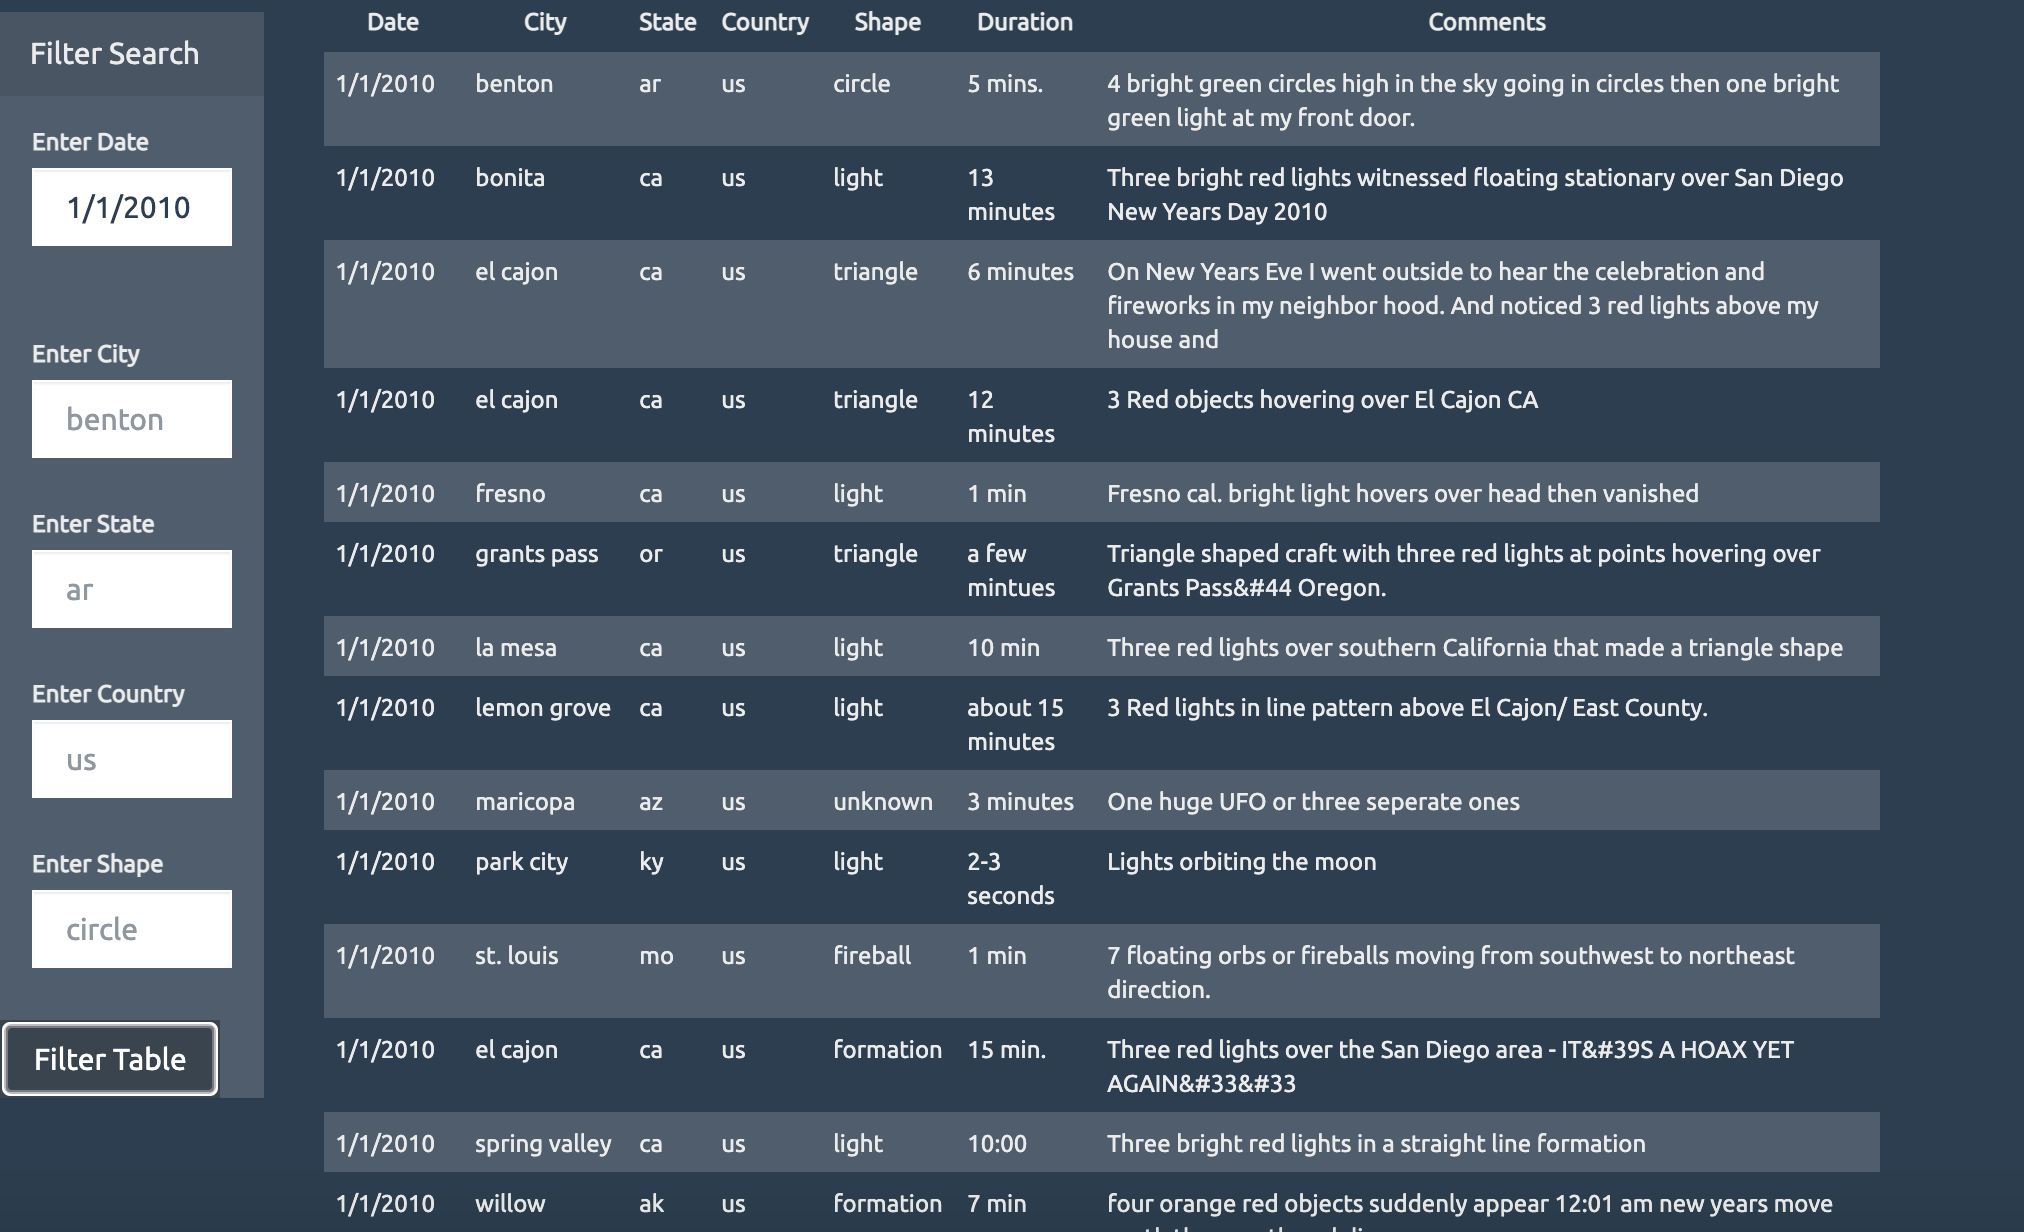 Filter Search
Enter Date
1/1/2010
Enter City
benton
Enter State
ar
Enter Country
us
Enter Shape
circle
Filter Table
Date City State Country Shape Duration Comments
1/1/2010 benton ar us circle 5 mins. 4 bright green circles high in the sky going in circles then one bright
green light at my front door.
1/1/2010 bonita ca us light 13 Three bright red lights witnessed floating stationary over San Diego
minutes New Years Day 2010
1/1/2010 el cajon ca us triangle 6 minutes On New Years Eve I went outside to hear the celebration and
fireworks in my neighbor hood. And noticed 3 red lights above my
house and
1/1/2010 el cajon ca us triangle 12 3 Red objects hovering over El Cajon CA
minutes
1/1/2010 fresno ca us light 1 min Fresno cal. bright light hovers over head then vanished
1/1/2010 grants pass or us triangle a few Triangle shaped craft with three red lights at points hovering over
mintues Grants Pass&#44 Oregon.
1/1/2010 la mesa ca us light 10 min Three red lights over southern California that made a triangle shape
1/1/2010 lemon grove ca us light about 15 3 Red lights in line pattern above El Cajon/ East County.
minutes
1/1/2010 maricopa az us unknown 3 minutes One huge UFO or three seperate ones
1/1/2010 park city ky us light 2-3 Lights orbiting the moon
seconds
1/1/2010 st. louis mo us fireball 1 min 7 floating orbs or fireballs moving from southwest to northeast
direction.
1/1/2010 el cajon ca us formation 15 min. Three red lights over the San Diego area - IT&#39S A HOAX YET
AGAIN&#33&#33
1/1/2010 spring valley ca us light 10:00 Three bright red lights in a straight line formation
1/1/2010 willow ak us formation 7 min four orange red objects suddenly appear 12:01 am new years move